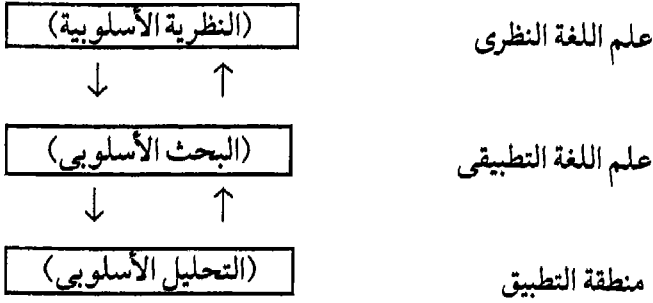 علم اللغة النظرى (النظرية الأسلوبية)
علم اللغة التطبيقى (البحث الأسلوبى)
منطقة التطبيق (التحليل الأسلوبى)